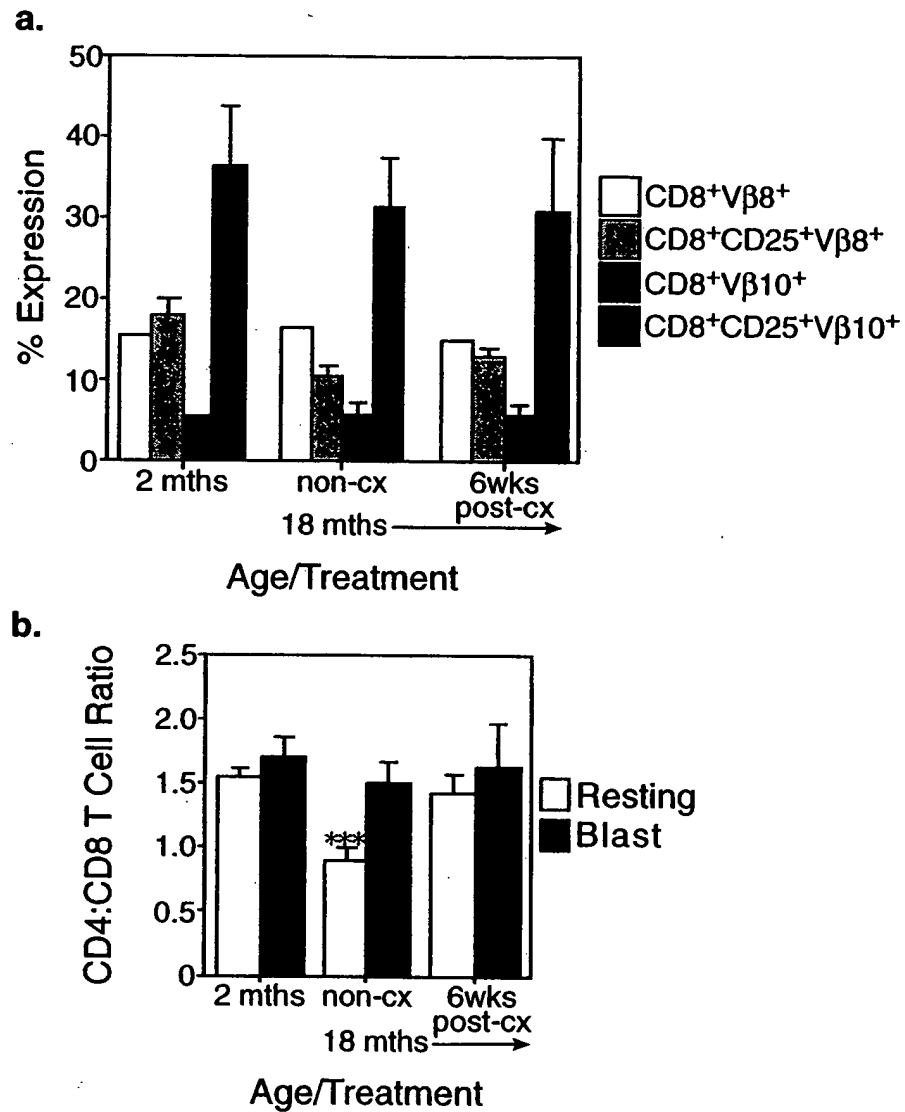 a.
50
40
30
20
10
0
% Expression
CD8+Vβ8+
CD8+CD25+Vβ8+
CD8+Vβ10+
CD8+CD25+Vβ10+
2 mths
non-cx
6wks
post-cx
18 mths
Age/Treatment
b.
2.5
2.0
1.5
1.0
0.5
0
CD4:CD8 T Cell Ratio
***
Resting
Blast
2 mths
non-cx
6wks
post-cx
18 mths
Age/Treatment